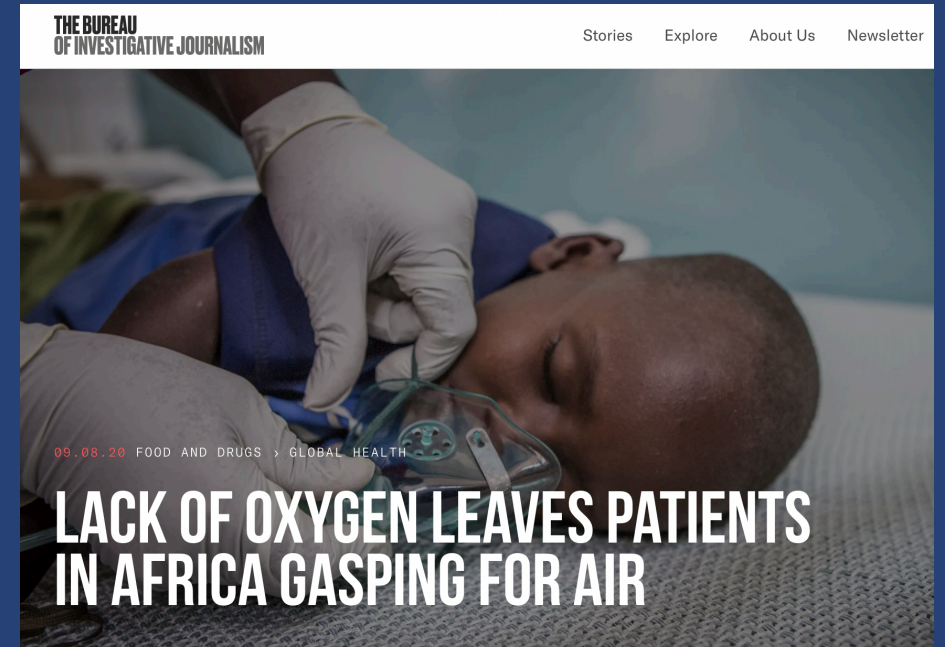 THE BUREAU
OF INVESTIGATIVE JOURNALISM
Stories Explore About Us Newsletter
09.08.20 FOOD AND DRUGS › GLOBAL HEALTH
LACK OF OXYGEN LEAVES PATIENTS
IN AFRICA GASPING FOR AIR